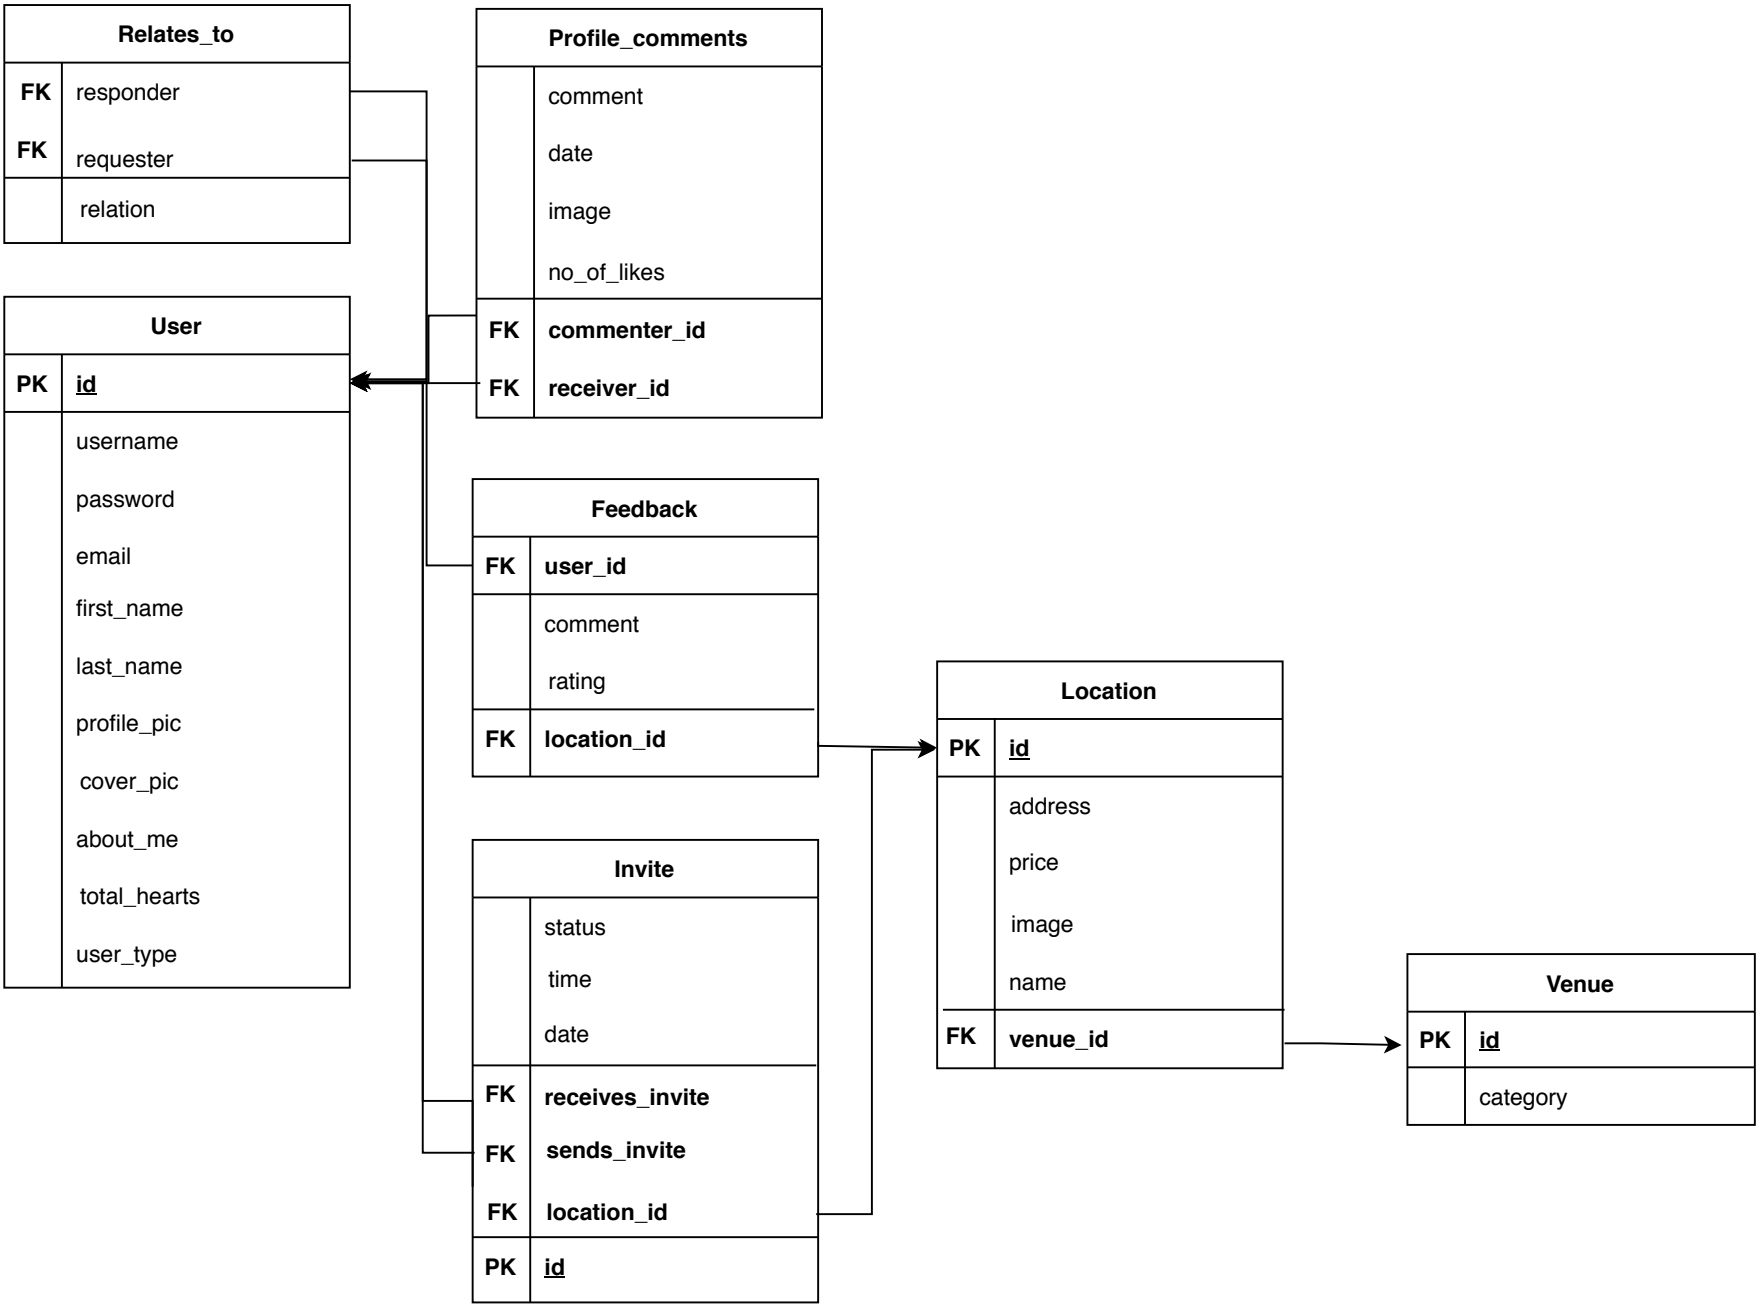 Relates_to
FK responder
FK requester
relation
Profile_comments
comment
date
image
no_of_likes
FK commenter_id
FK receiver_id
User
PK id
username
password
email
first_name
last_name
profile_pic
cover_pic
about_me
total_hearts
user_type
Feedback
FK user_id
comment
rating
FK location_id
Invite
status
time
date
FK receives_invite
FK sends_invite
FK location_id
PK id
Location
PK id
address
price
image
name
FK venue_id
Venue
PK id
category